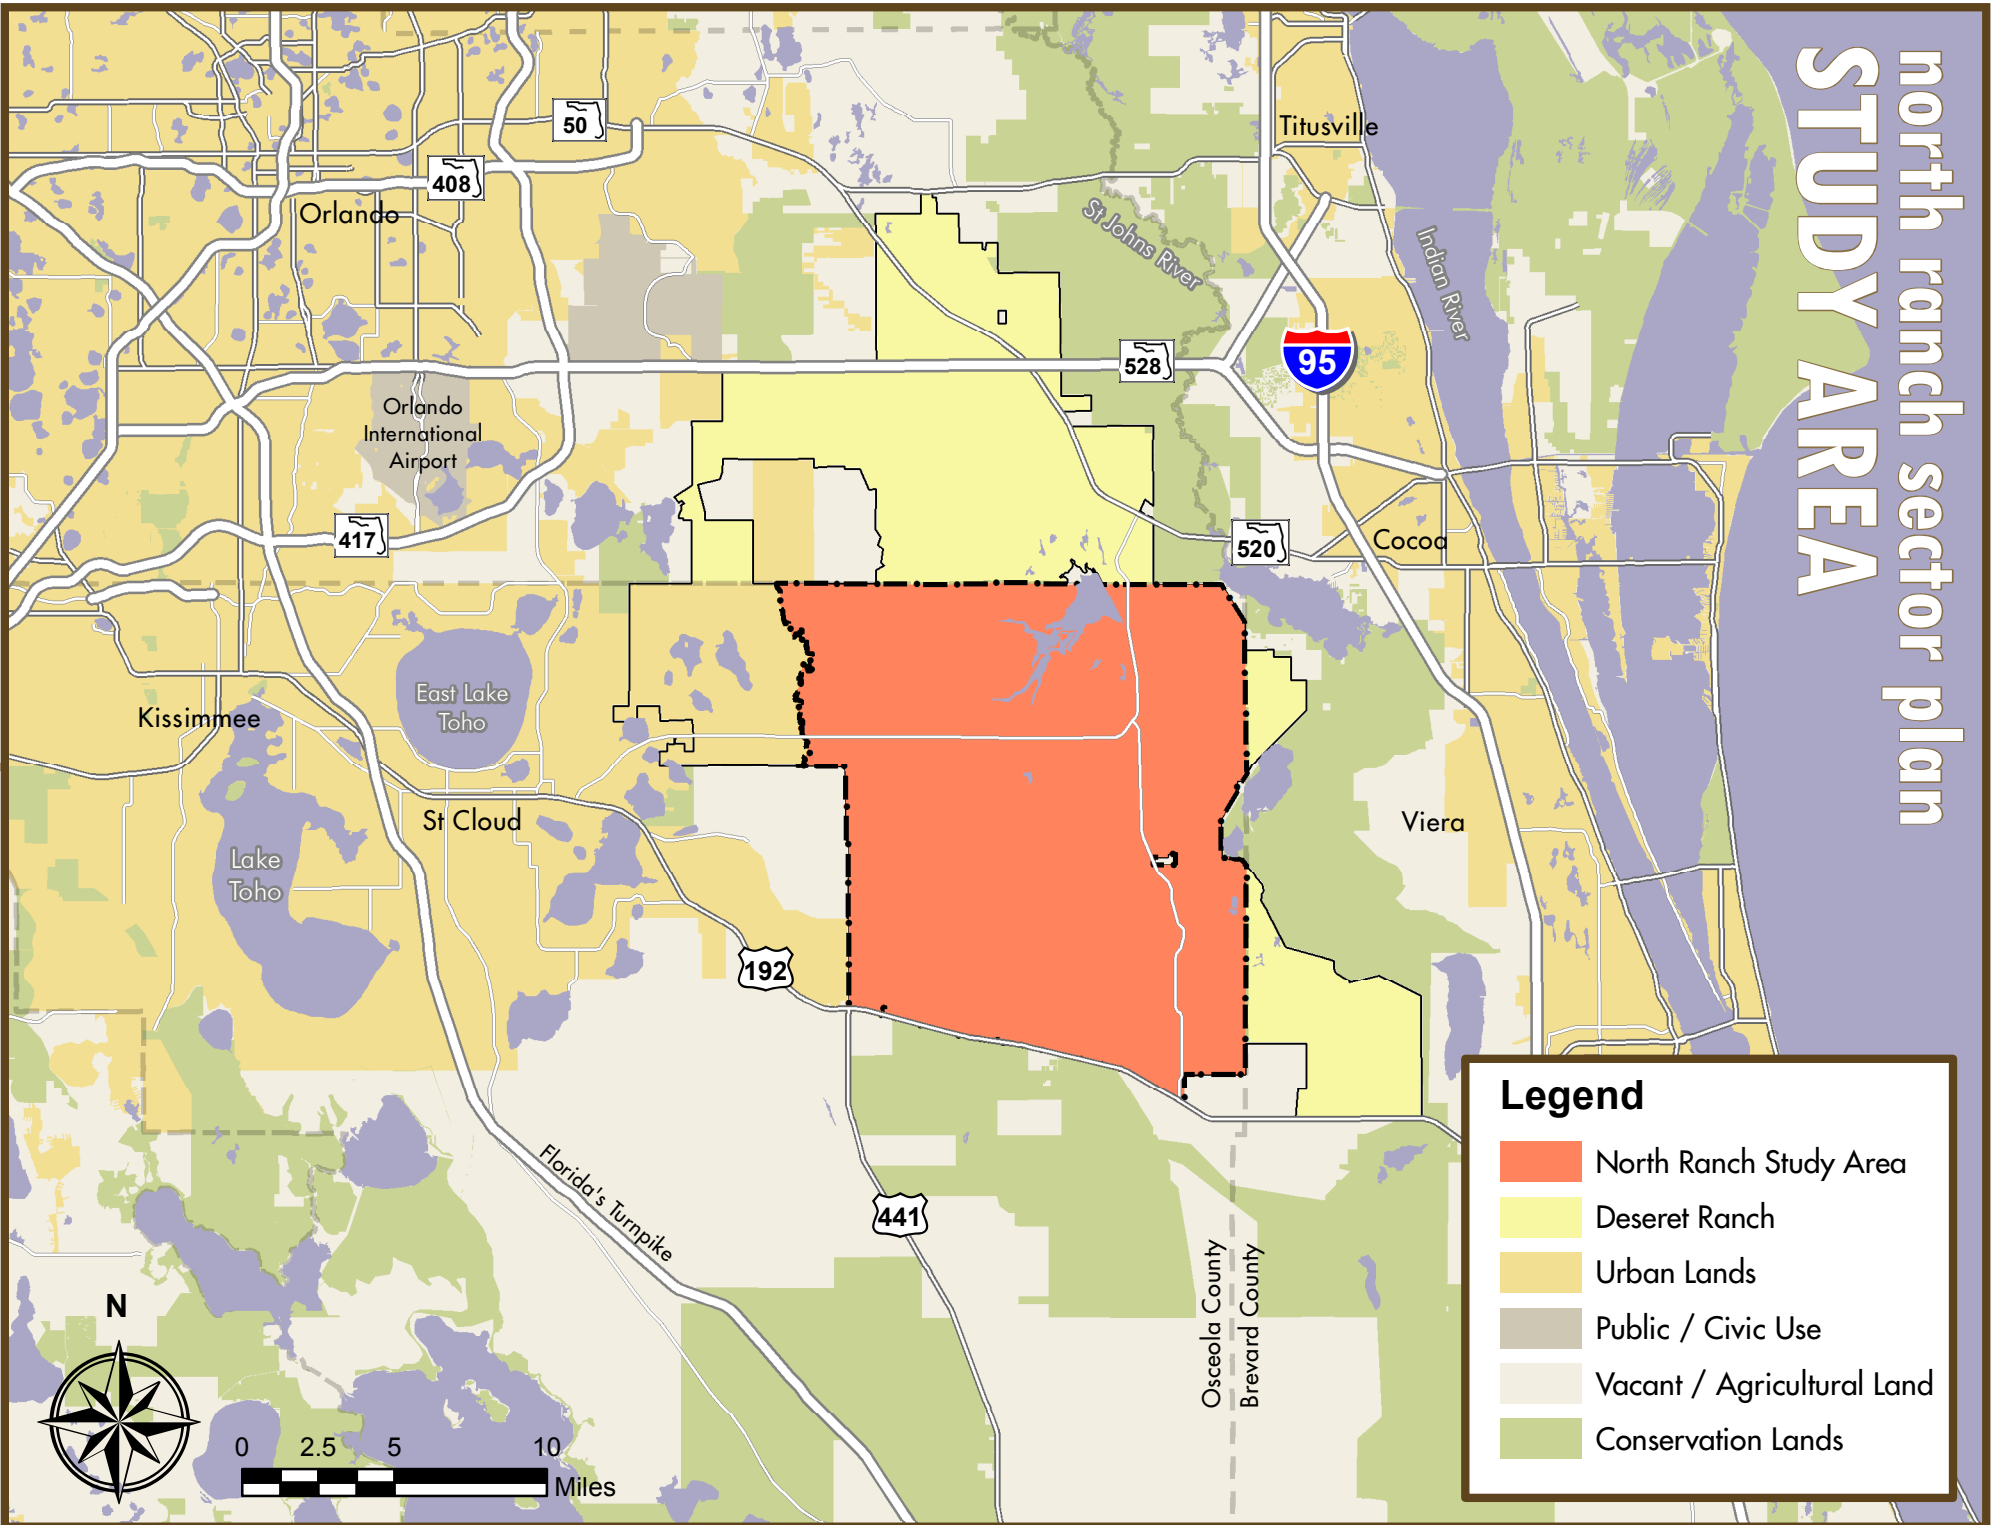 north ranch sector plan
STUDY AREA
50
Titusville
408
Orlando
St Johns River
Indian River
528
95
Orlando
International
Airport
417
520
Cocoa
East Lake
Toho
Kissimmee
St Cloud
Viera
Lake
Toho
192
Florida's Turnpike
441
Osceola County
Brevard County
N
0 2.5 5 10
Miles
Legend
North Ranch Study Area
Deseret Ranch
Urban Lands
Public / Civic Use
Vacant / Agricultural Land
Conservation Lands